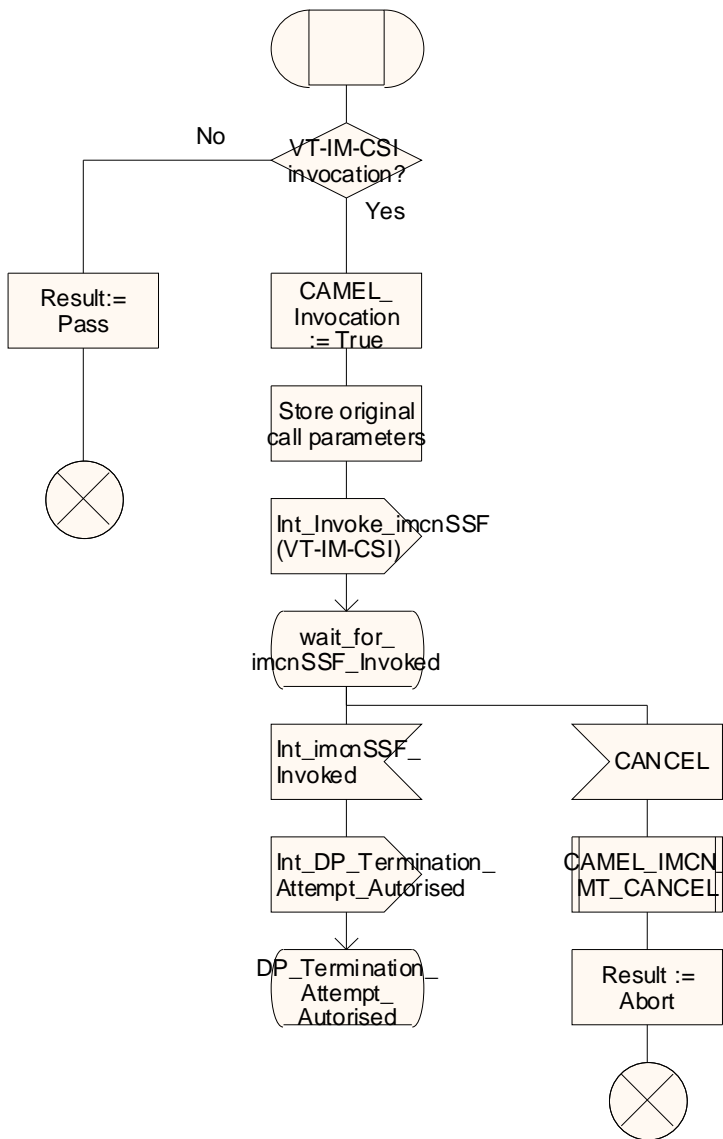 No
VT-IM-CSI
invocation?
Yes
Result:=
Pass
CAMEL_
Invocation
:= True
Store original
call parameters
Int_Invoke_imcnSSF
(VT-IM-CSI)
wait_for_
imcnSSF_Invoked
Int_imcnSSF_
Invoked
CANCEL
Int_DP_Termination_
Attempt_Autorised
CAMEL_IMCN_
MT_CANCEL
DP_Termination_
Attempt_
Autorised
Result :=
Abort